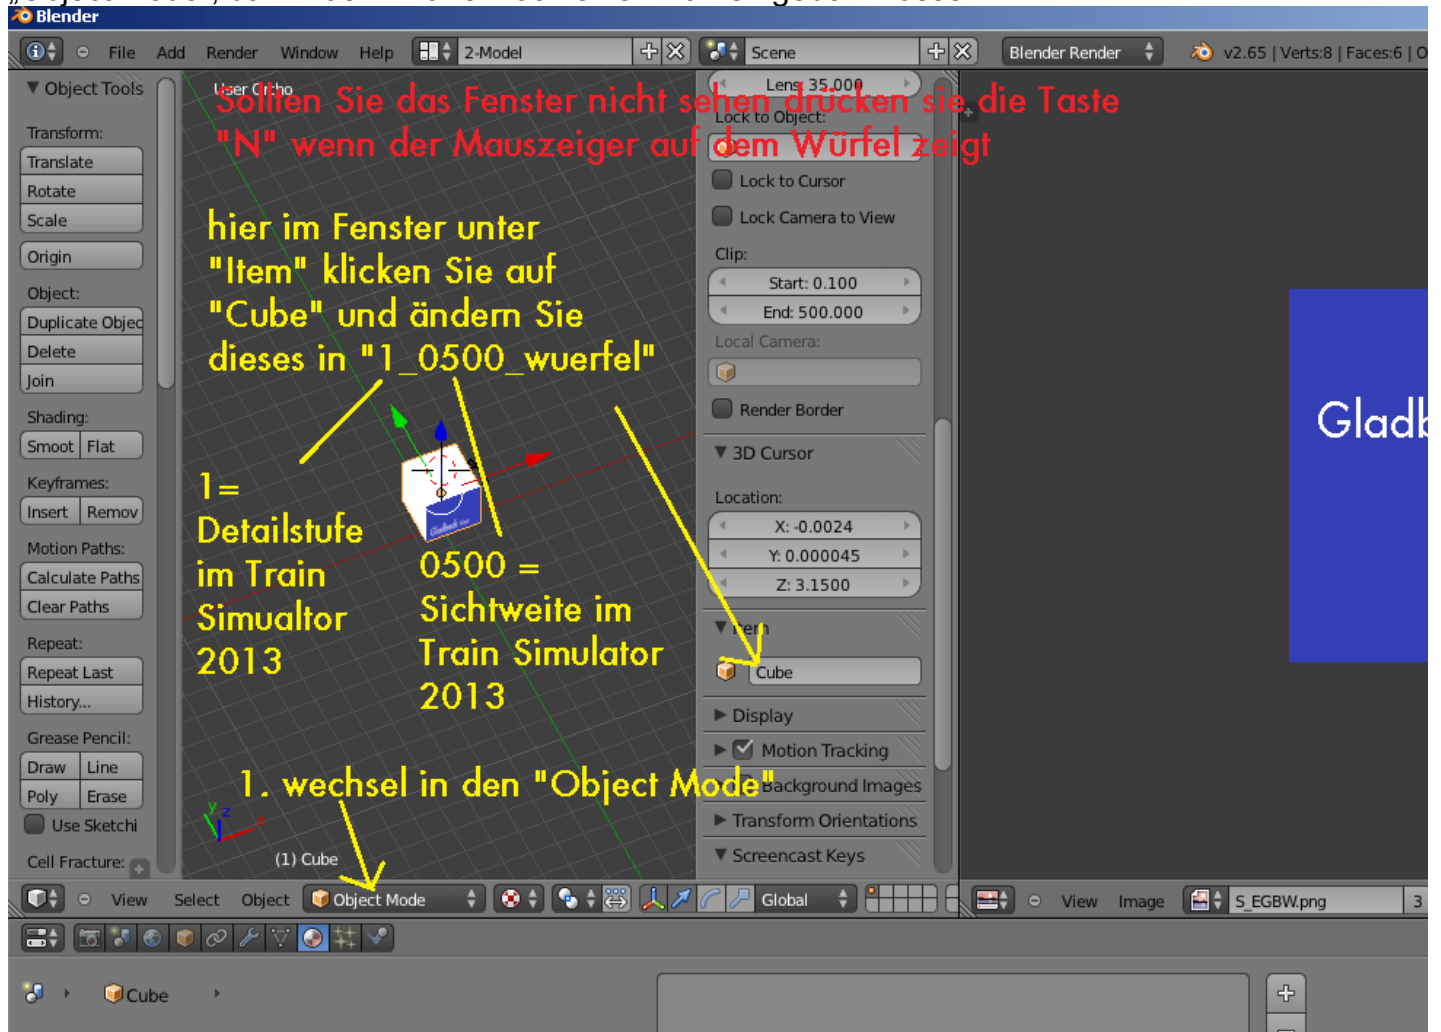 Blender
File Add Render Window Help 2-Model Scene Blender Render v2.65 | Verts:8 | Faces:6 | O
Object Tools
Transform:
Translate
Rotate
Scale
Origin
Object:
Duplicate Objec
Delete
Join
Shading:
Smoot Flat
Keyframes:
Insert Remov
Motion Paths:
Calculate Paths
Clear Paths
Repeat:
Repeat Last
History...
Grease Pencil:
Draw Line
Poly Erase
Use Sketchi
Cell Fracture:
User Ortho
Sollten Sie das Fenster nicht sehen drücken sie die Taste
"N" wenn der Mauszeiger auf dem Würfel zeigt
hier im Fenster unter
"Item" klicken Sie auf
"Cube" und ändern Sie
dieses in "1_0500_wuerfel"
1=
Detailstufe
im Train
Simualtor
2013
0500 =
Sichtweite im
Train Simulator
2013
1. wechsel in den "Object Mode"
(1) Cube
Lens: 35.000
Lock to Object:
Lock to Cursor
Lock Camera to View
Clip:
Start: 0.100
End: 500.000
Local Camera:
Render Border
3D Cursor
Location:
X: -0.0024
Y: 0.000045
Z: 3.1500
Item
Cube
Display
Motion Tracking
Background Images
Transform Orientations
Screencast Keys
Gladb
View Select Object Object Mode Global
View Image S_EGBW.png 3
Cube